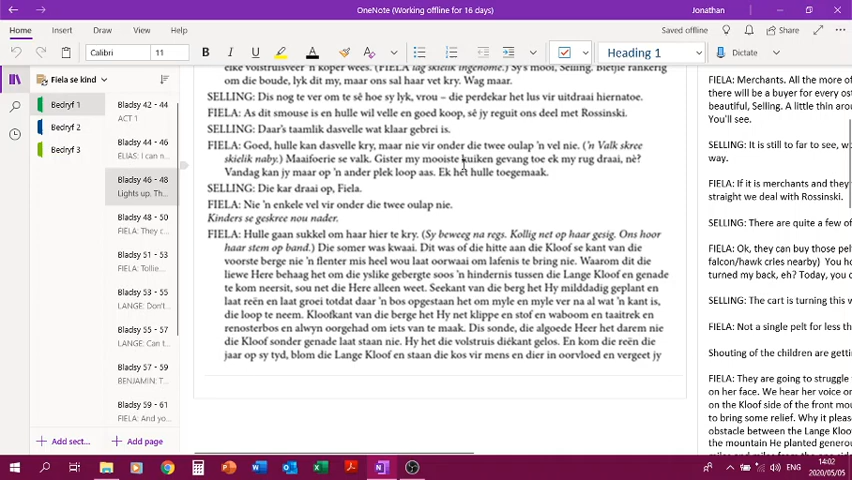 OneNote (Working offline for 16 days)
Jonathan
Home Insert Draw View Saved offline Share
Calibri 11 B I U A Heading 1 Dictate
Fiela se kind
Bedryf 1
Bedryf 2
Bedryf 3
Add sect...
Bladsy 42 - 44
ACT 1
Bladsy 44 - 46
ELIAS: I can n
Bladsy 46 - 48
Lights up. Th...
Bladsy 48 - 50
FIELA: They c
Bladsy 51 - 53
FIELA: Tollie...
Bladsy 53 - 55
LANGE: Don't
Bladsy 55 - 57
LANGE: Can t
Bladsy 57 - 59
BENJAMIN: T
Bladsy 59 - 61
FIELA: And yo
Add page
elke volstruisveer 'n koper wees. (FIELA lag skielik ingenome.) Sy's mooi, Selling. Bietjie rankerig
om die boude, lyk dit my, maar ons sal haar vet kry. Wag maar.
SELLING: Dis nog te ver om te sê hoe sy lyk, vrou – die perdekar het lus vir uitdraai hiernatoe.
FIELA: As dit smouse is en hulle wil velle en goed koop, sê jy reguit ons deel met Rossinski.
SELLING: Daar's taamlik dasvelle wat klaar gebrei is.
FIELA: Goed, hulle kan dasvelle kry, maar nie vir onder die twee oulap 'n vel nie. ('n Valk skree
skielik naby.) Maaifoerie se valk. Gister my mooiste kuiken gevang toe ek my rug draai, nè?
Vandag kan jy maar op 'n ander plek loop aas. Ek het hulle toegemaak.
SELLING: Die kar draai op, Fiela.
FIELA: Nie 'n enkele vel vir onder die twee oulap nie.
Kinders se geskree nou nader.
FIELA: Hulle gaan sukkel om haar hier te kry. (Sy beweeg na regs. Kollig net op haar gesig. Ons hoor
haar stem op band.) Die somer was kwaai. Dit was of die hitte aan die Kloof se kant van die
voorste berge nie 'n flenter mis heel wou laat oorwaai om lafenis te bring nie. Waarom dit die
liewe Here behaag het om die yslike gebergte soos 'n hindernis tussen die Lange Kloof en genade
te kom neersit, sou net die Here alleen weet. Seekant van die berg het Hy milddadig geplant en
laat reën en laat groei totdat daar 'n bos opgestaan het om myle en myle ver na al wat 'n kant is,
die loop te neem. Kloofkant van die berge het Hy net klippe en stof en waboom en taaitrek en
renosterbos en alwyn oorgehad om iets van te maak. Dis sonde, die algoede Heer het darem nie
die Kloof sonder genade laat staan nie. Hy het die volstruis diékant gelos. En kom die reën die
jaar op sy tyd, blom die Lange Kloof en staan die kos vir mens en dier in oorvloed en vergeet jy
FIELA: Merchants. All the more of
there will be a buyer for every ost
beautiful, Selling. A little thin arou
You'll see.
SELLING: It is still to far to see, w
way.
FIELA: If it is merchants and they
straight we deal with Rossinski.
SELLING: There are quite a few of
FIELA: Ok, they can buy those pelt
falcon/hawk cries nearby) You ho
turned my back, eh? Today, you c
SELLING: The cart is turning this w
FIELA: Not a single pelt for less th
Shouting of the children are getti
FIELA: They are going to struggle
on her face. We hear her voice or
on the Kloof side of the front mou
relief. Why it please
obstacle between the Lange Kloo
the mountain He planted generou
ENG
14:02
2020/05/05